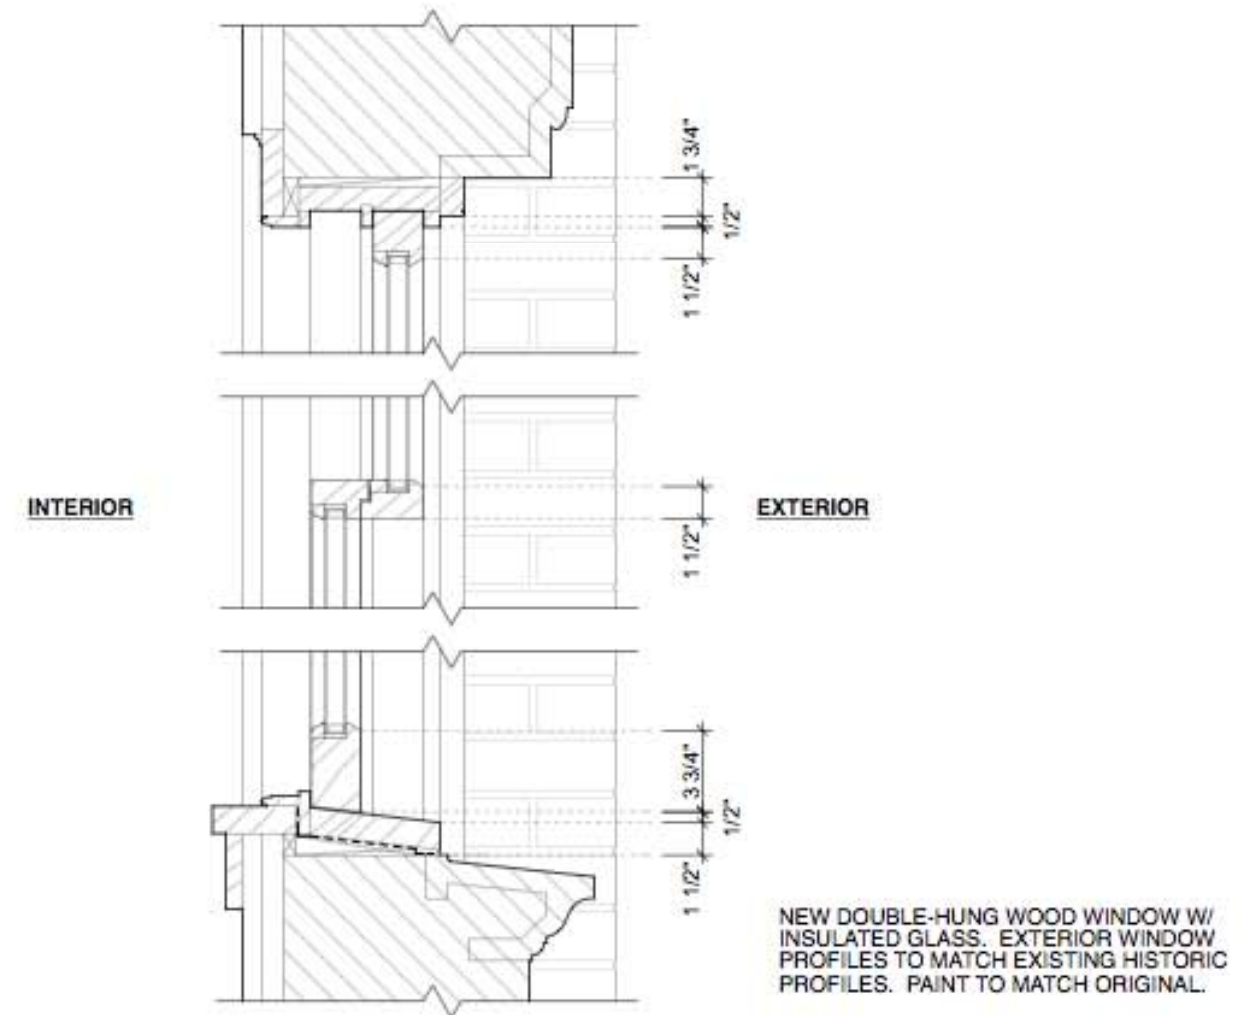 1 3/4"
1/2"
1 1/2"
INTERIOR
EXTERIOR
1 1/2"
3 3/4"
1/2"
1 1/2"
NEW DOUBLE-HUNG WOOD WINDOW W/
INSULATED GLASS. EXTERIOR WINDOW
PROFILES TO MATCH EXISTING HISTORIC
PROFILES. PAINT TO MATCH ORIGINAL.